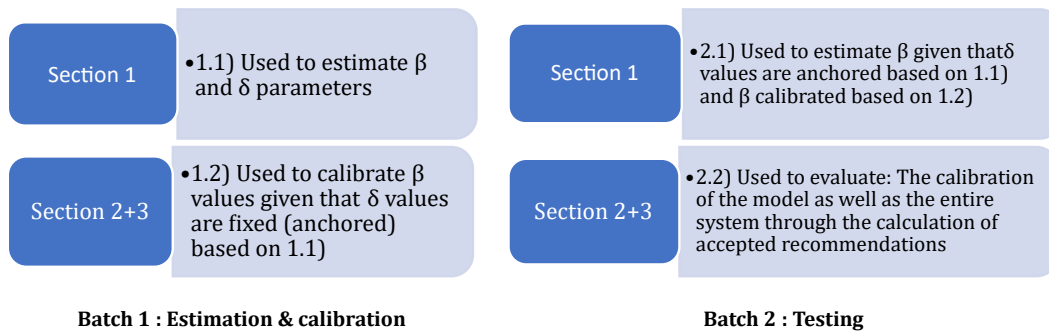 Section 1
•1.1) Used to estimate β
and δ parameters
Section 2+3
•1.2) Used to calibrate β
values given that δ values
are fixed (anchored)
based on 1.1)
Batch 1 : Estimation & calibration
Section 1
•2.1) Used to estimate β given thatδ
values are anchored based on 1.1)
and β calibrated based on 1.2)
Section 2+3
•2.2) Used to evaluate: The calibration
of the model as well as the entire
system through the calculation of
accepted recommendations
Batch 2 : Testing